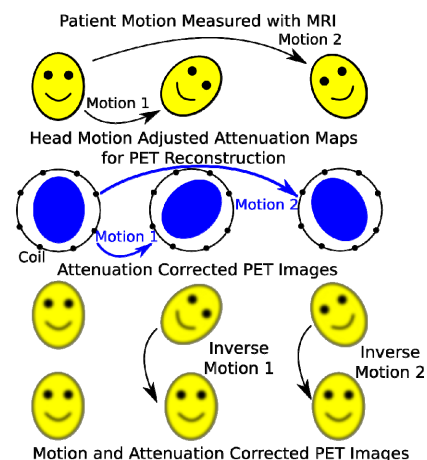 Patient Motion Measured with MRI
Motion 2
Motion 1
Head Motion Adjusted Attenuation Maps
for PET Reconstruction
Motion 2
Motion 1
Coil
Attenuation Corrected PET Images
Inverse
Motion 1
Inverse
Motion 2
Motion and Attenuation Corrected PET Images